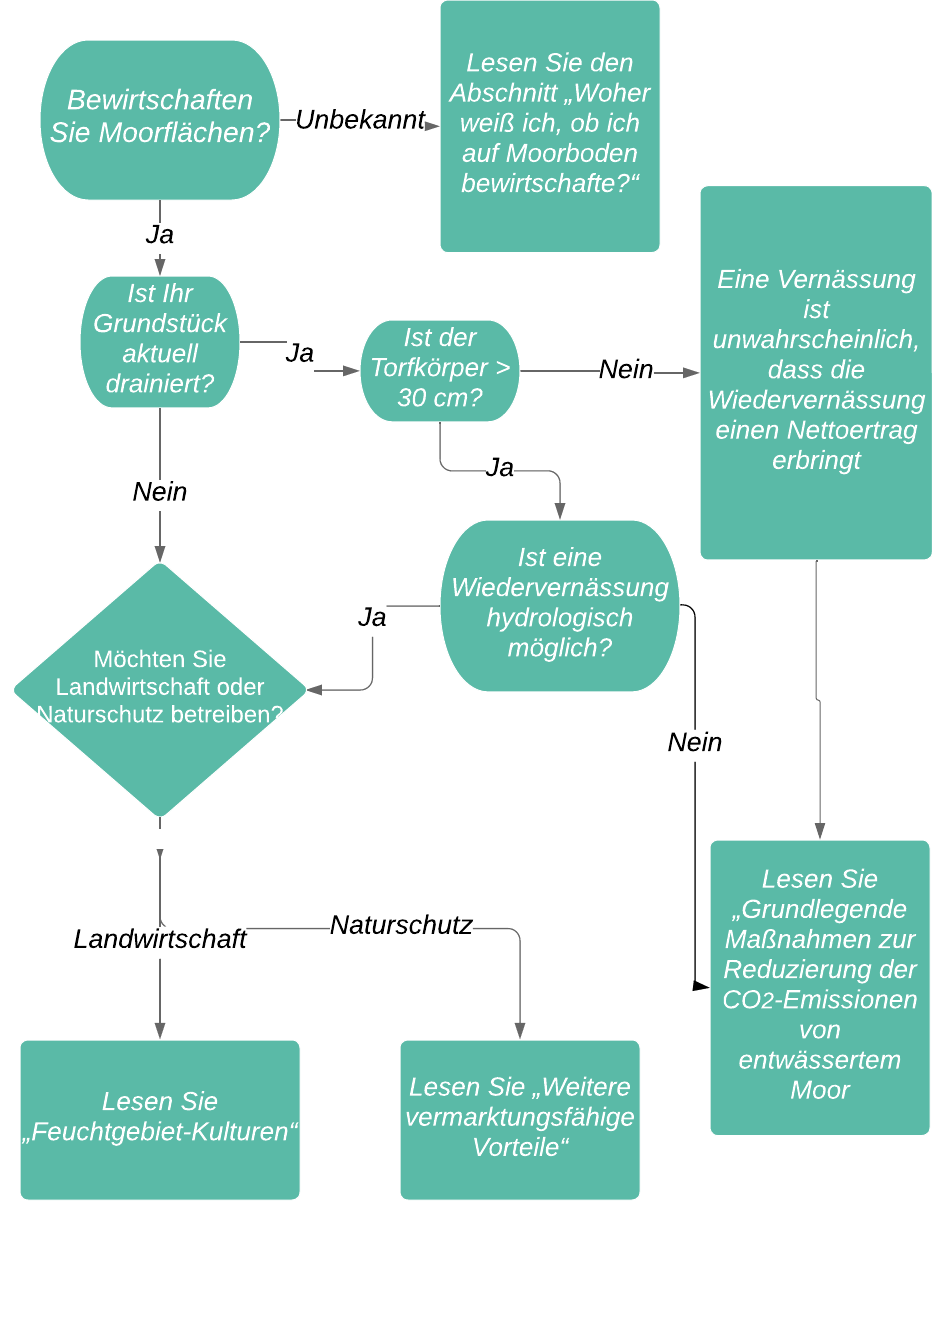 Bewirtschaften
Sie Moorflächen?
Unbekannt
Lesen Sie den
Abschnitt „Woher
weiß ich, ob ich
auf Moorboden
bewirtschafte?“
Ja
Ist Ihr
Grundstück
aktuell
drainiert?
Ja
Ist der
Torfkörper >
30 cm?
Nein
Eine Vernässung
ist
unwahrscheinlich,
dass die
Wiedervernässung
einen Nettoertrag
erbringt
Nein
Ja
Ist eine
Wiedervernässung
hydrologisch
möglich?
Ja
Möchten Sie
Landwirtschaft oder
Naturschutz betreiben?
Nein
Landwirtschaft
Naturschutz
Lesen Sie
„Grundlegende
Maßnahmen zur
Reduzierung der
CO2-Emissionen
von
entwässertem
Moor
Lesen Sie
„Feuchtgebiet-Kulturen“
Lesen Sie „Weitere
vermarktungsfähige
Vorteile“